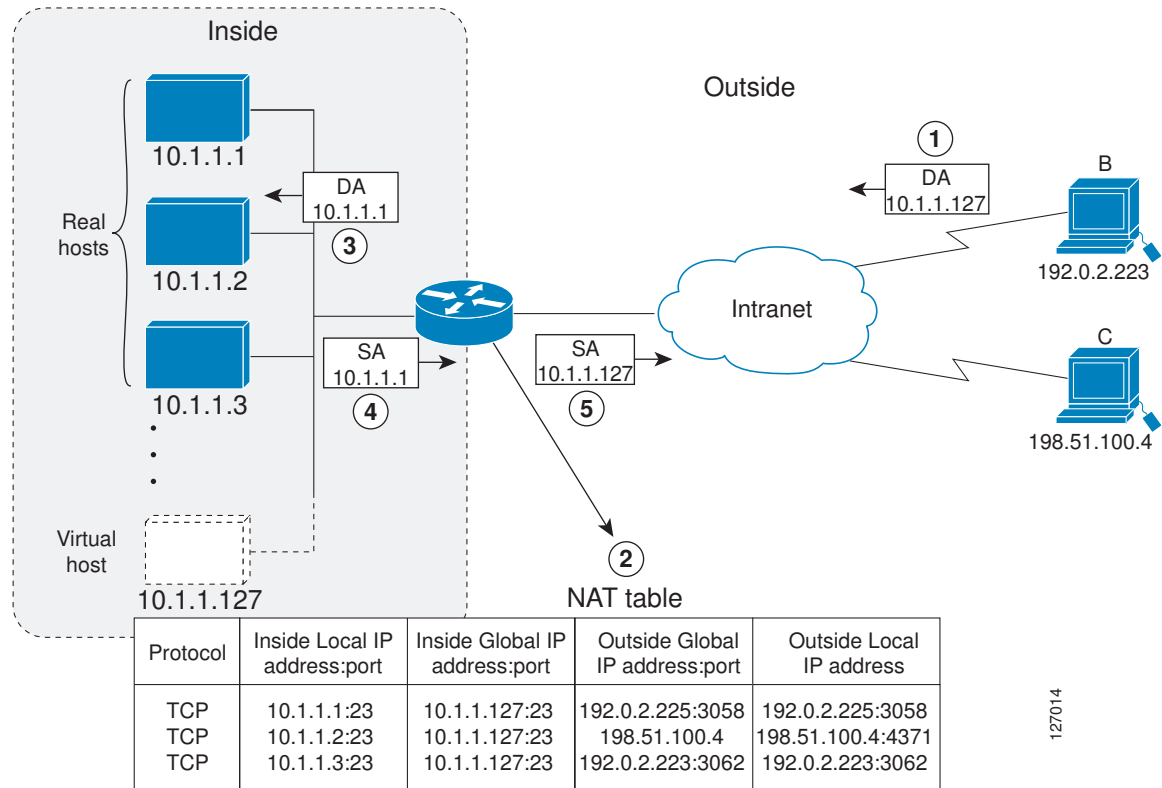 Inside
Outside
10.1.1.1
DA
10.1.1.1
3
1
DA
10.1.1.127
B
192.0.2.223
Real
hosts
10.1.1.2
Intranet
10.1.1.3
SA
10.1.1.1
4
SA
10.1.1.127
5
C
198.51.100.4
Virtual
host
10.1.1.127
2
NAT table
Protocol
Inside Local IP
address:port
Inside Global IP
address:port
Outside Global
IP address:port
Outside Local
IP address
TCP 10.1.1.1:23 10.1.1.127:23 192.0.2.225:3058 192.0.2.225:3058
TCP 10.1.1.2:23 10.1.1.127:23 198.51.100.4 198.51.100.4:4371
TCP 10.1.1.3:23 10.1.1.127:23 192.0.2.223:3062 192.0.2.223:3062
127014